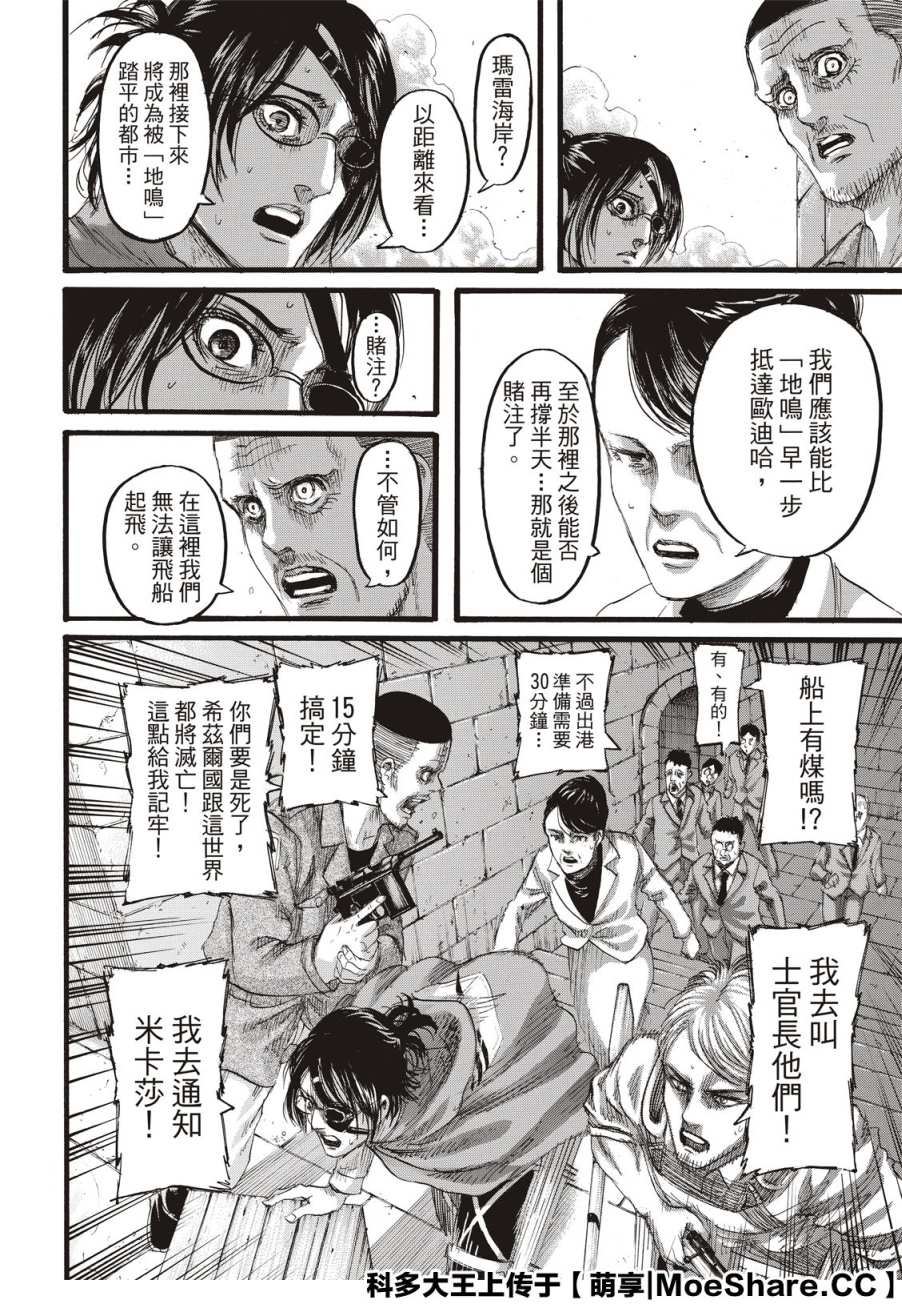 瑪雷海岸？
以距離來看…
那裡接下來
將成為被「地鳴」
踏平的都市…
我們應該能比
「地鳴」早一步
抵達歐迪哈，
至於那裡之後能否
再撐半天…那就是個
賭注了。
…賭注？
…不管如何，
在這裡我們
無法讓飛船
起飛。
船上有煤嗎!?
有、有的！
不過出港
準備需要
30分鐘…
15分鐘
搞定！
你們要是死了，
希茲爾國跟這世界
都將滅亡！
這點給我記牢！
我去叫
士官長他們！
我去通知
米卡莎！
科多大王上传于【萌享|MoeShare.CC】